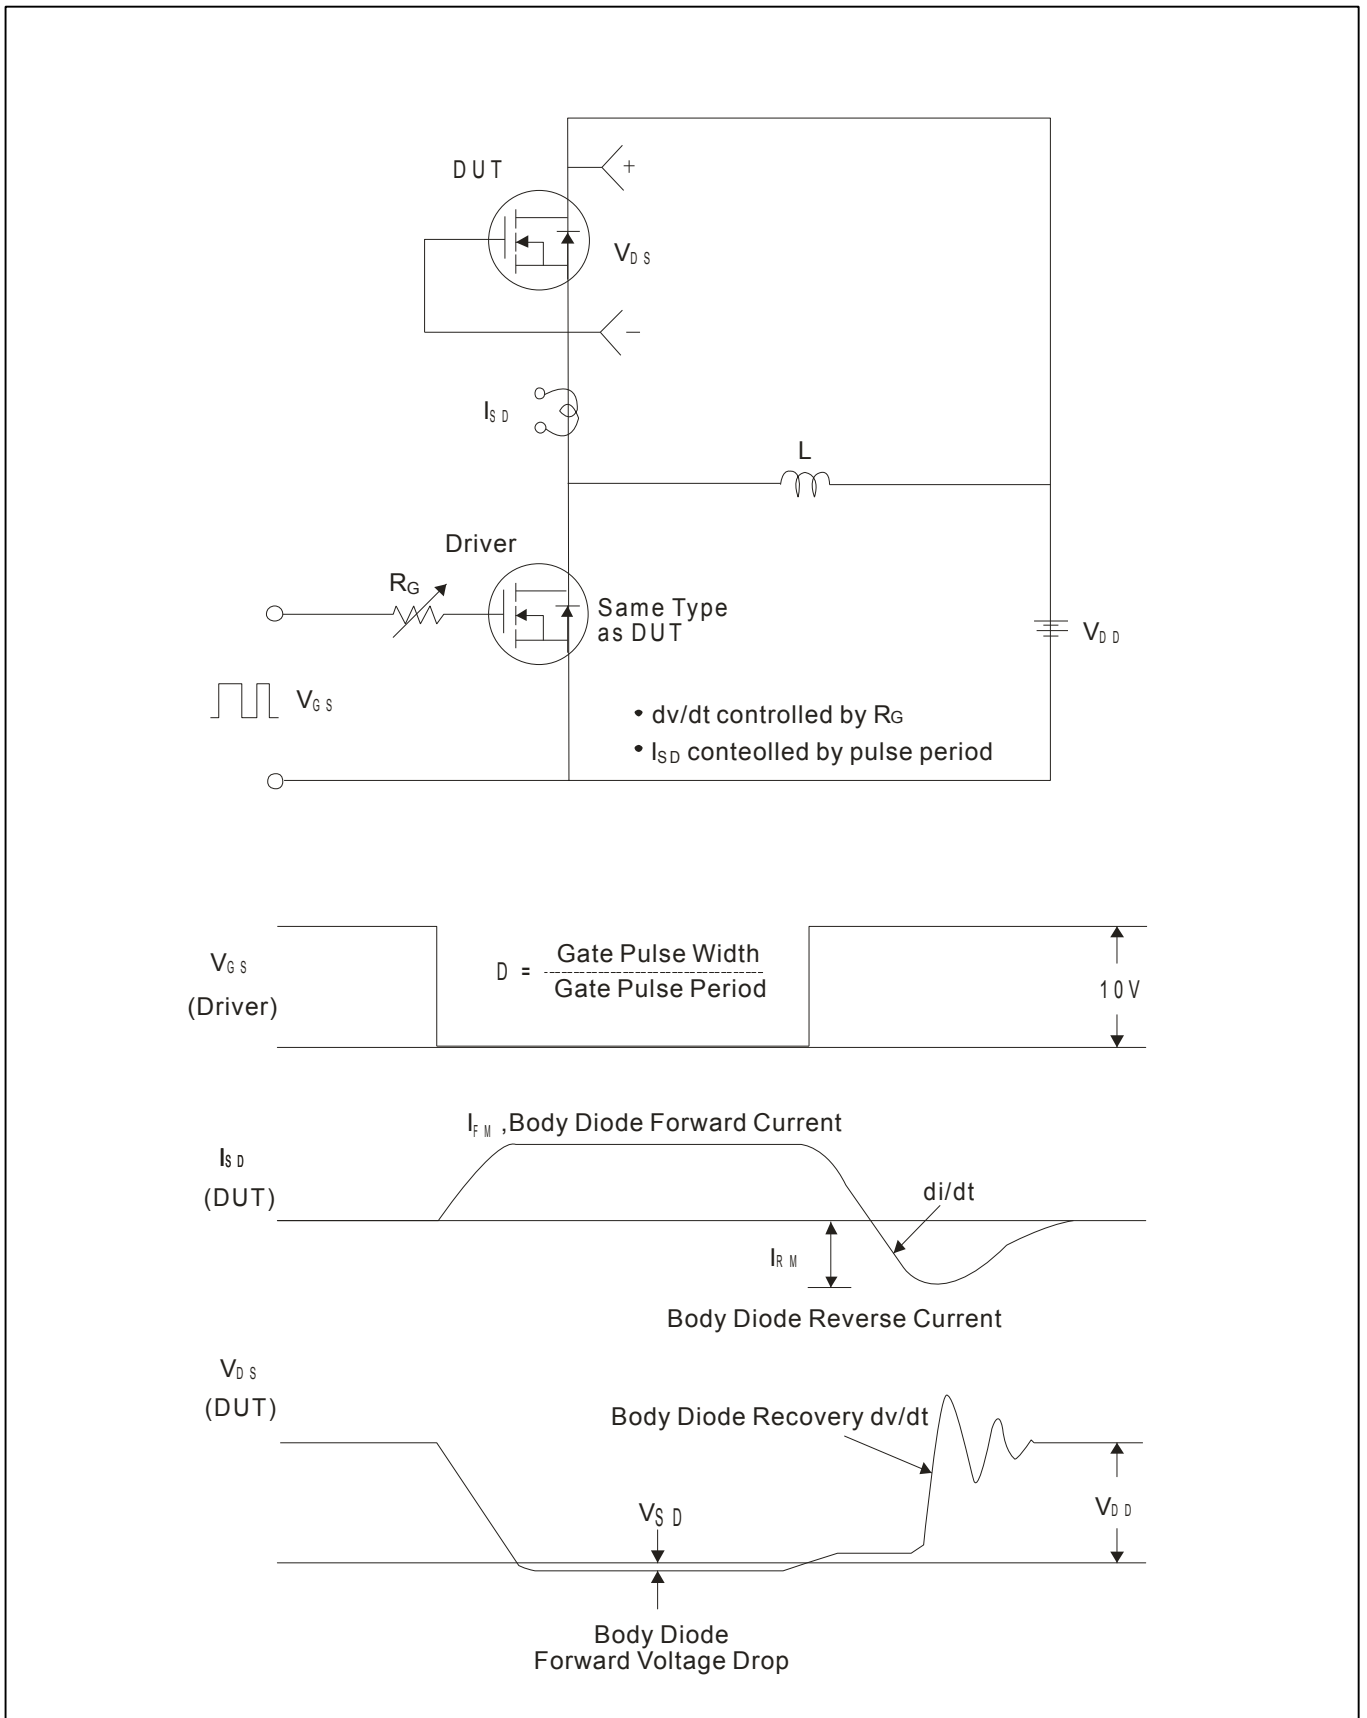 DUT
+
VDS
−
ISD
L
Driver
RG
Same Type
as DUT
VDD
VGS
• dv/dt controlled by RG
• ISD conteolled by pulse period
VGS
(Driver)
D = Gate Pulse Width
Gate Pulse Period
10V
IFM ,Body Diode Forward Current
ISD
(DUT)
di/dt
IRM
Body Diode Reverse Current
VDS
(DUT)
Body Diode Recovery dv/dt
VSD
VDD
Body Diode
Forward Voltage Drop